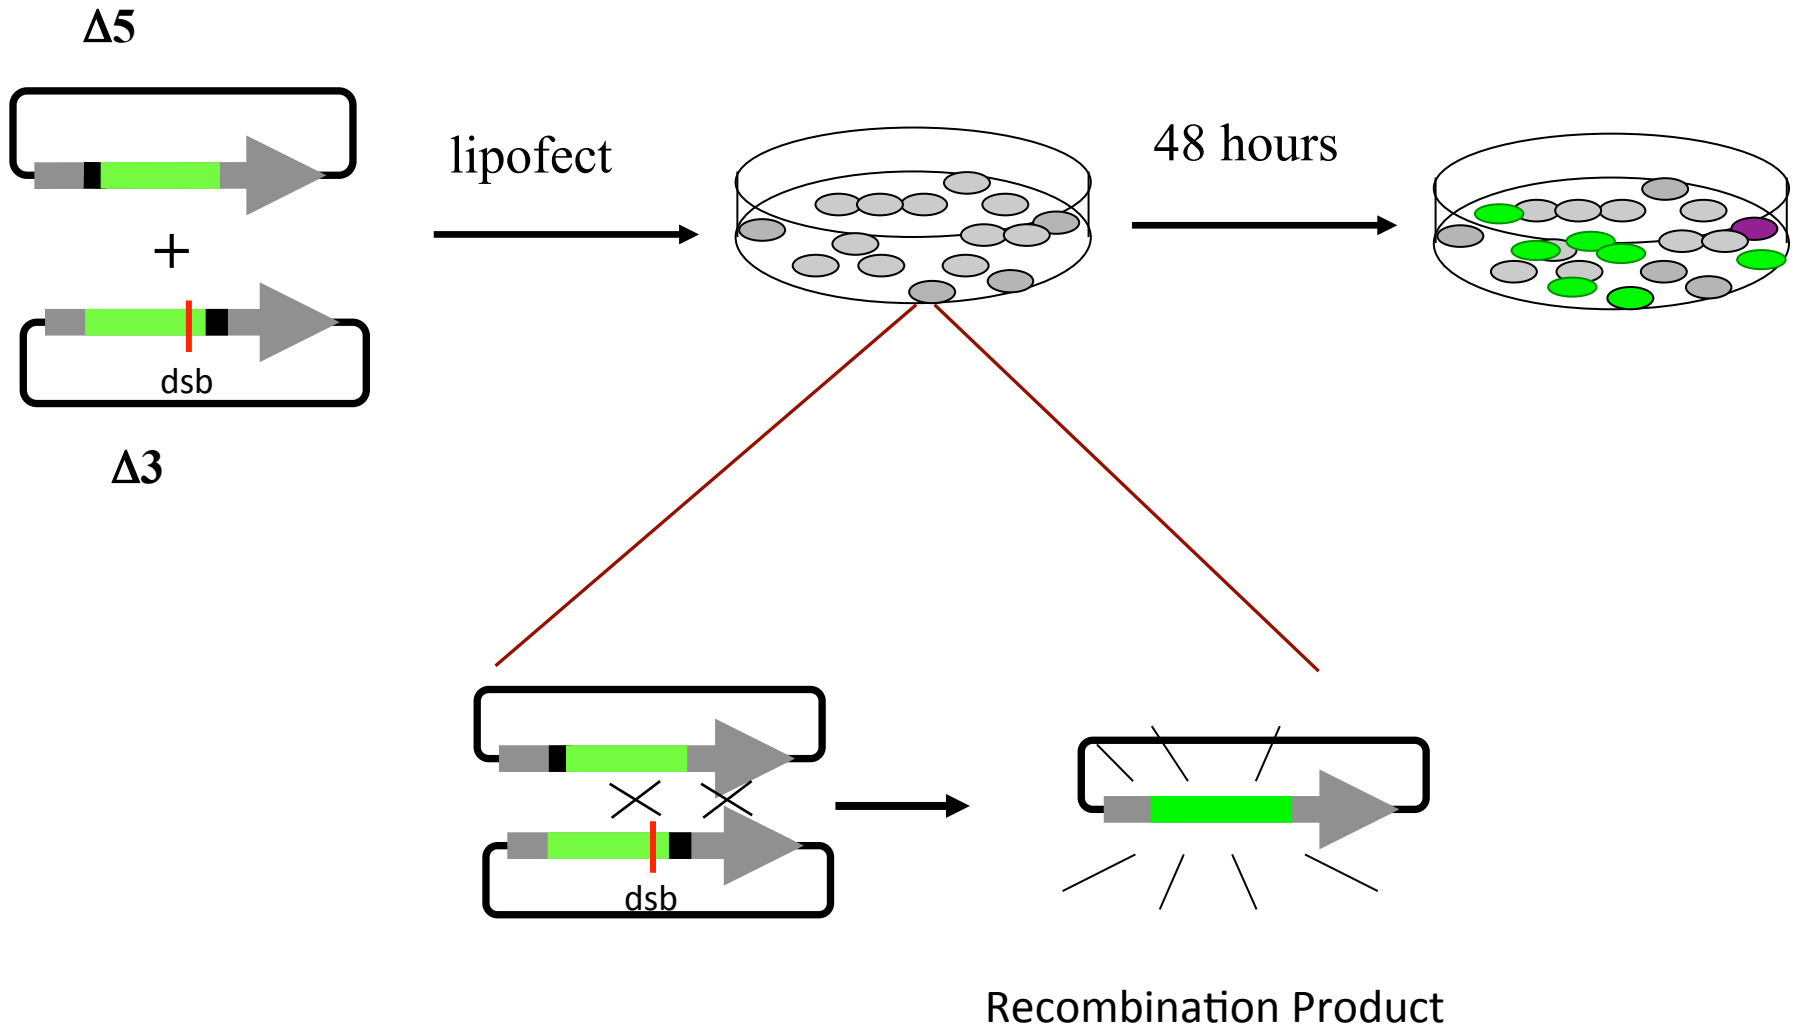 Δ5
+
dsb
Δ3
lipofect
48 hours
dsb
Recombination Product